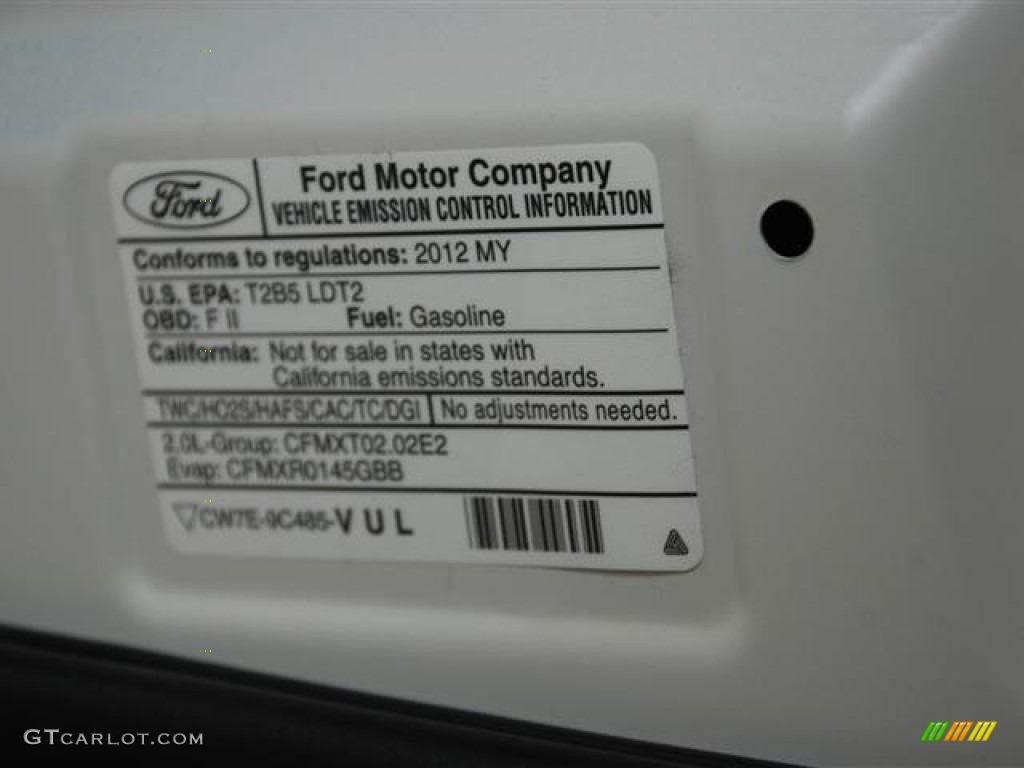 Ford
Ford Motor Company
VEHICLE EMISSION CONTROL INFORMATION
Conforms to regulations: 2012 MY
U.S. EPA: T2B5 LDT2
OBD: F II Fuel: Gasoline
California: Not for sale in states with
California emissions standards.
TWC/HO2S/HAFS/CAC/TC/DGI No adjustments needed.
2.0L-Group: CFMXT02.02E2
Evap: CFMXR0145GBB
CW7E-9C485-VUL
GTCARLOT.COM